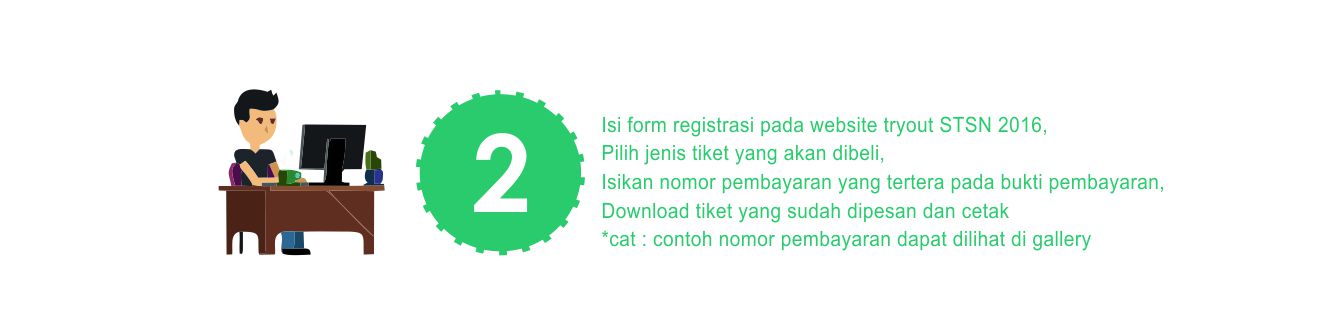 2
Isi form registrasi pada website tryout STSN 2016,
Pilih jenis tiket yang akan dibeli,
Isikan nomor pembayaran yang tertera pada bukti pembayaran,
Download tiket yang sudah dipesan dan cetak
*cat : contoh nomor pembayaran dapat dilihat di gallery